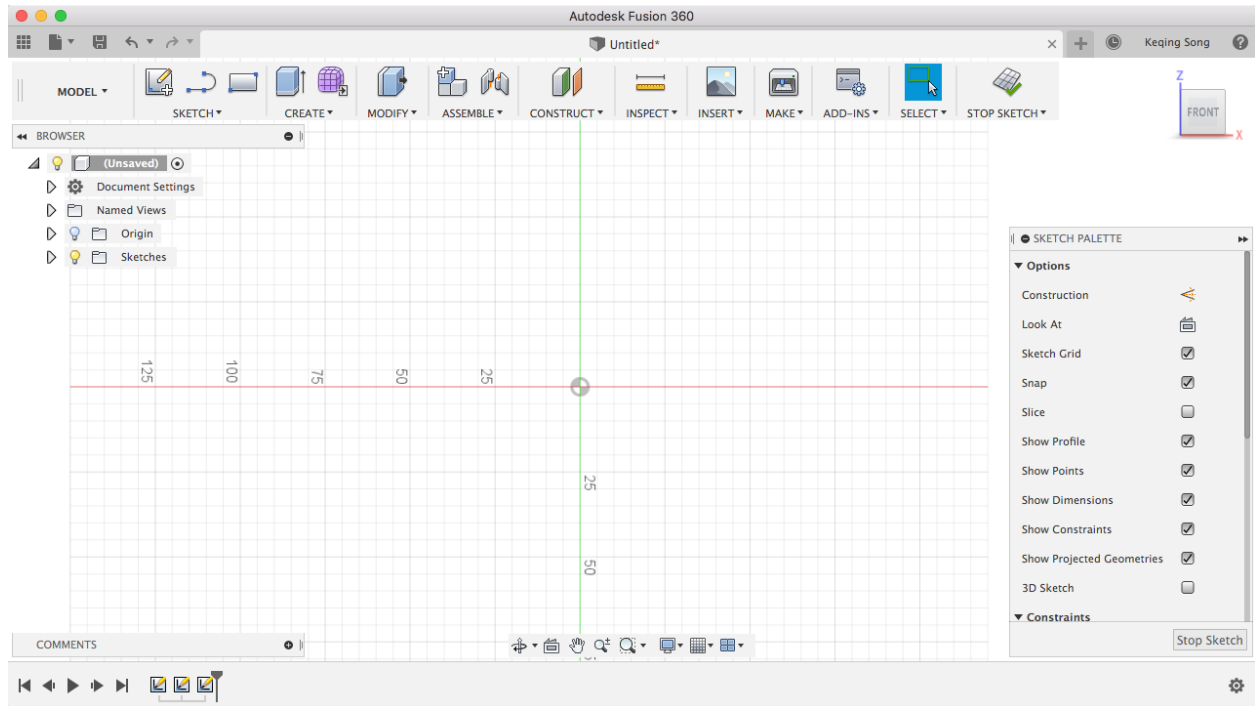 Autodesk Fusion 360
Untitled*
Keqing Song
MODEL
SKETCH
CREATE
MODIFY
ASSEMBLE
CONSTRUCT
INSPECT
INSERT
MAKE
ADD-INS
SELECT
STOP SKETCH
Z
FRONT
X
BROWSER
(Unsaved)
Document Settings
Named Views
Origin
Sketches
125
100
75
50
25
25
50
SKETCH PALETTE
Options
Construction
Look At
Sketch Grid
Snap
Slice
Show Profile
Show Points
Show Dimensions
Show Constraints
Show Projected Geometries
3D Sketch
Constraints
Stop Sketch
COMMENTS